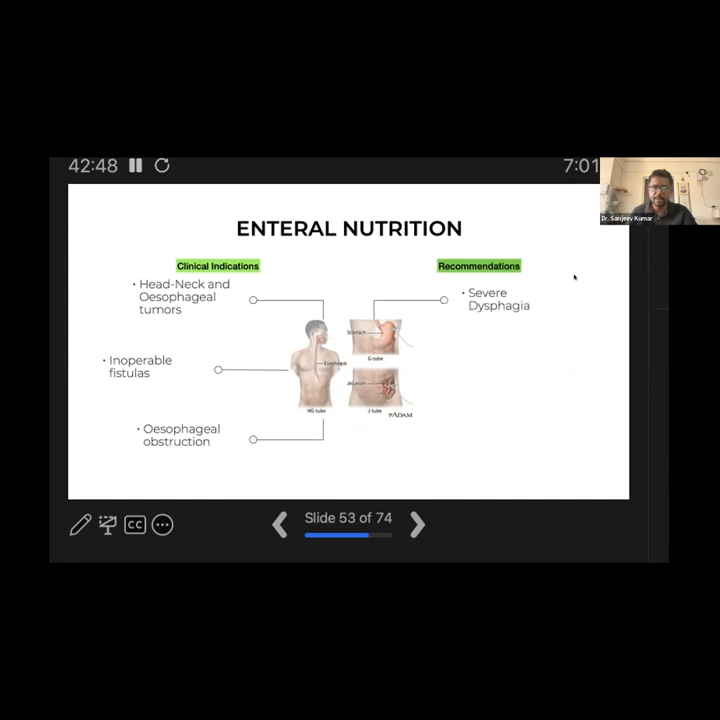 42:48
7:01
Dr. Sanjeev Kumar
ENTERAL NUTRITION
Clinical Indications
• Head-Neck and
Oesophageal
tumors
• Inoperable
fistulas
• Oesophageal
obstruction
Recommendations
• Severe
Dysphagia
Esophagus
NG-tube
Stomach
G-tube
Jejunum
J-tube
ADAM
CC
Slide 53 of 74